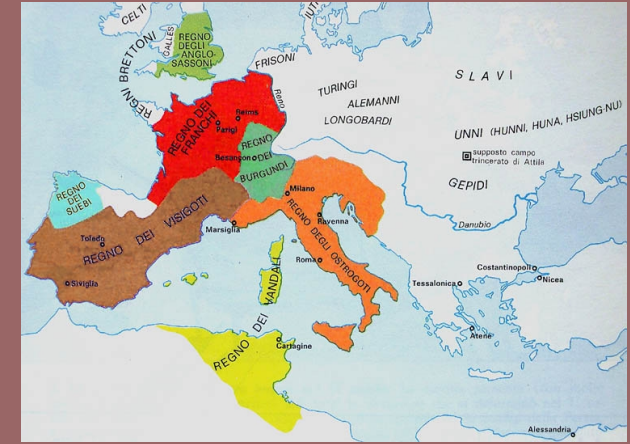 CELTI
GALLES
REGNO
DEGLI
ANGLO-
SASSONI
REGNI BRETTONI
FRISONI
Reno
TURINGI
ALEMANNI
LONGOBARDI
SLAVI
UNNI (HUNNI, HUNA, HSIUNG-NU)
supposto campo
trincerato di Attila
GEPIDI
Danubio
REGNO DEI
FRANCHI
Reims
Parigi
Besançon
REGNO
DEI
BURGUNDI
REGNO
DEI
SUEBI
REGNO DEI VISIGOTI
Toledo
Siviglia
Marsiglia
Milano
Ravenna
REGNO DEGLI OSTROGOTI
Roma
REGNO DEI VANDALI
Cartagine
Costantinopoli
Nicea
Tessalonica
Atene
Alessandria